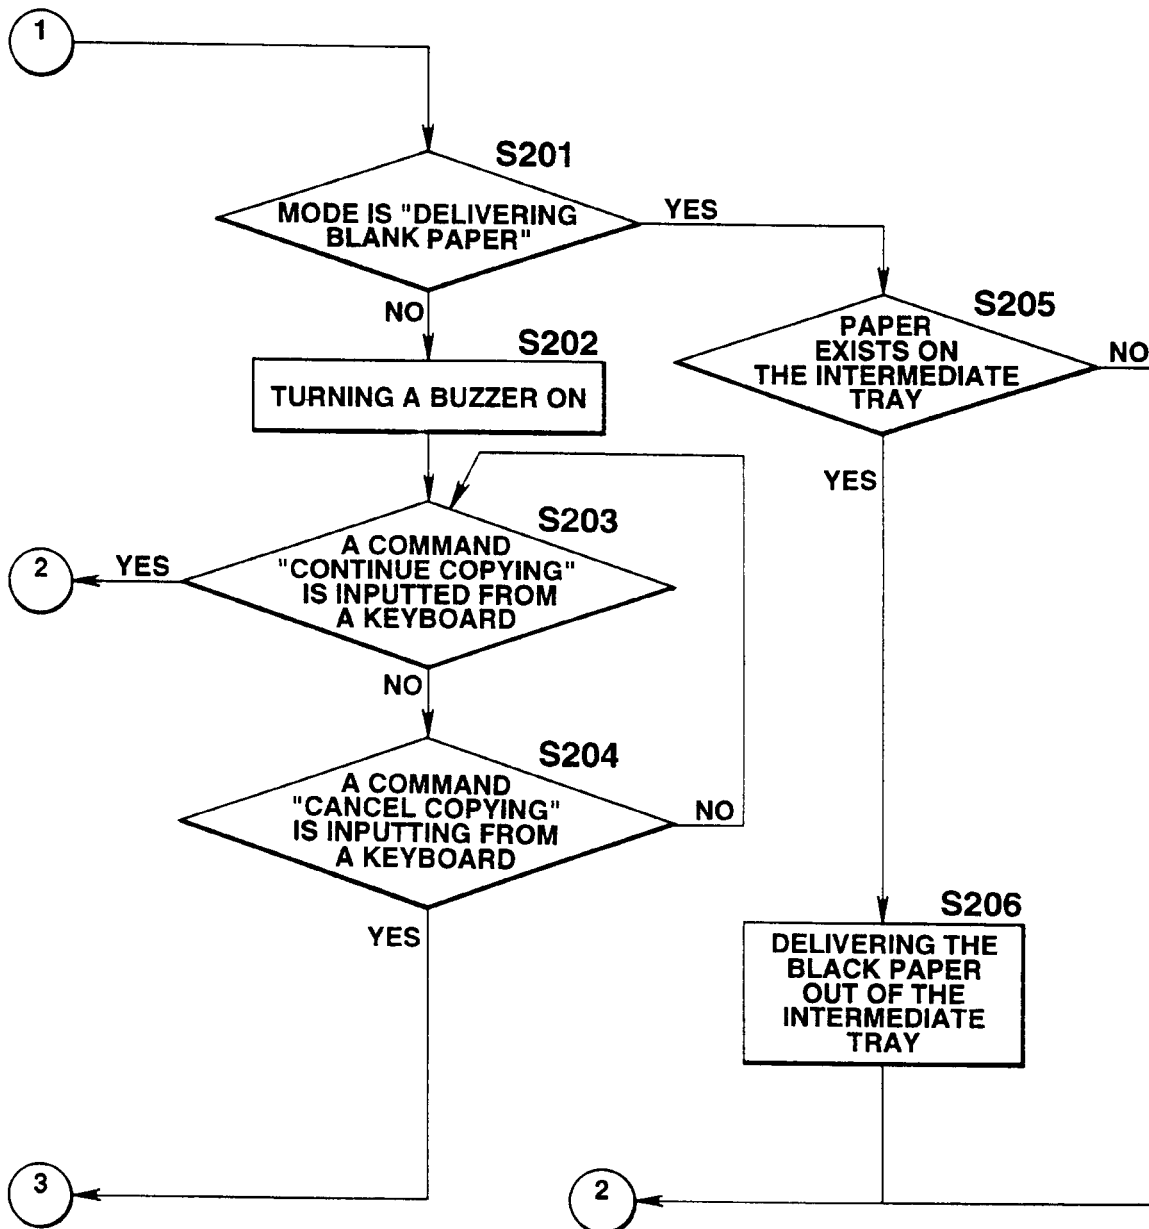 1
S201
MODE IS "DELIVERING
BLANK PAPER"
YES
NO
S202
TURNING A BUZZER ON
S205
PAPER
EXISTS ON
THE INTERMEDIATE
TRAY
NO
YES
S203
A COMMAND
"CONTINUE COPYING"
IS INPUTTED FROM
A KEYBOARD
YES
2
NO
S204
A COMMAND
"CANCEL COPYING"
IS INPUTTING FROM
A KEYBOARD
NO
YES
S206
DELIVERING THE
BLACK PAPER
OUT OF THE
INTERMEDIATE
TRAY
3
2